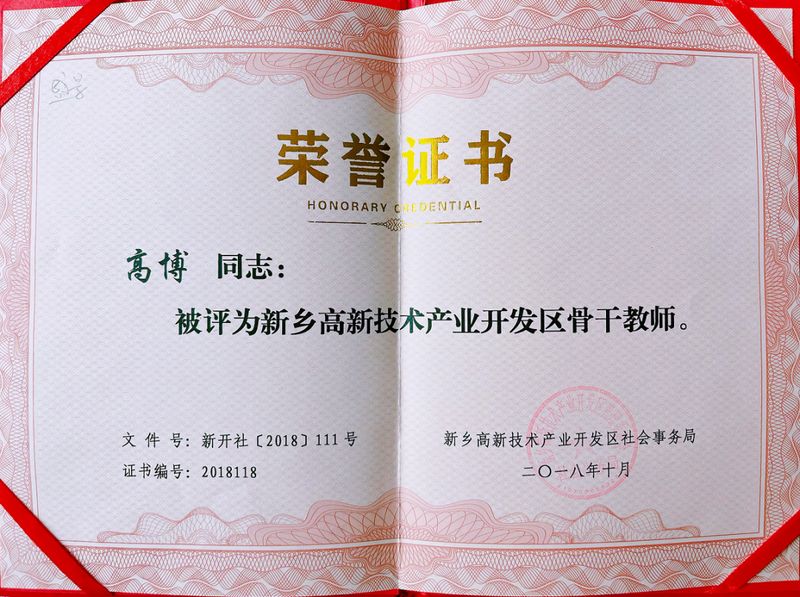 荣誉证书
HONORARY CREDENTIAL
高博 同志：
被评为新乡高新技术产业开发区骨干教师。
文 件 号：新开社〔2018〕111号
证书编号：2018118
新乡高新技术产业开发区社会事务局
二〇一八年十月